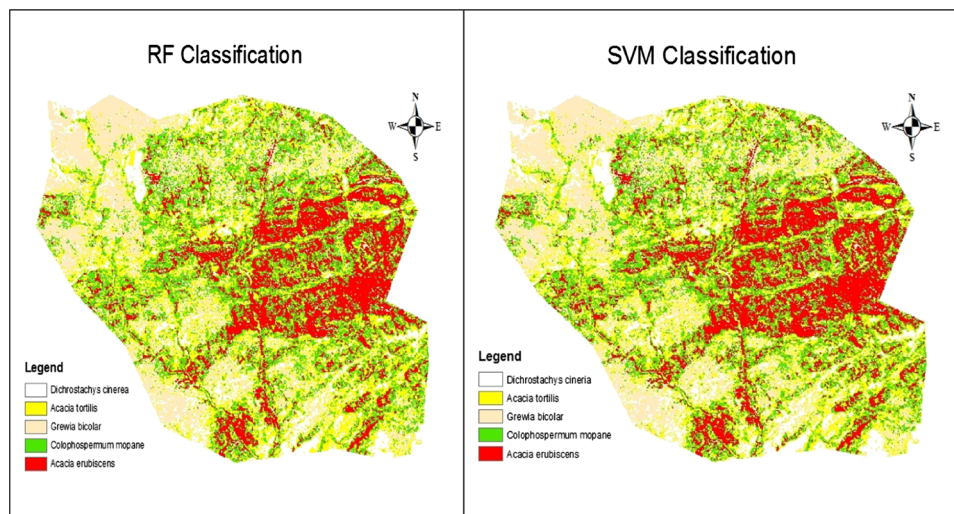 RF Classification
N
W E
S
Legend
Dichrostachys cinerea
Acacia tortilis
Grewia bicolar
Colophospermum mopane
Acacia erubiscens
SVM Classification
N
W E
S
Legend
Dichrostachys cineria
Acacia tortilis
Grewia bicolar
Colophospermum mopane
Acacia erubiscens